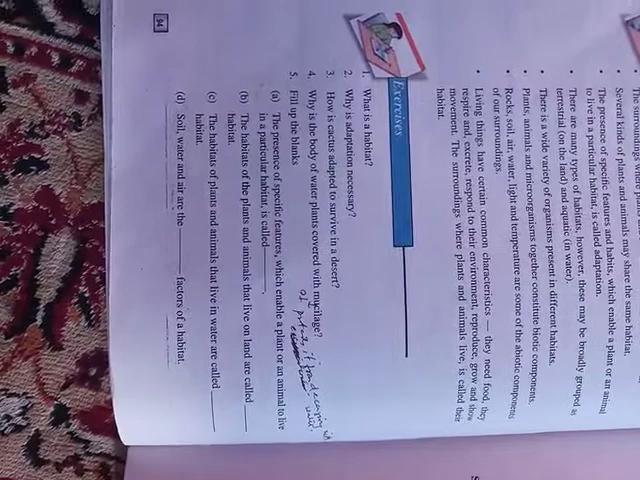 Several kinds of plants and animals may share the same habitat.
• The presence of specific features and habits, which enable a plant or an animal
to live in a particular habitat, is called adaptation.
• There are many types of habitats, however, these may be broadly grouped as
terrestrial (on the land) and aquatic (in water).
• There is a wide variety of organisms present in different habitats.
• Plants, animals and microorganisms together constitute biotic components.
• Rocks, soil, air, water, light and temperature are some of the abiotic components
of our surroundings.
• Living things have certain common characteristics — they need food, they
respire and, excrete, respond to their environment, reproduce, grow and show
movement. The surroundings where plants and animals live, is called their
habitat.
Exercises
1. What is a habitat?
2. Why is adaptation necessary?
3. How is cactus adapted to survive in a desert?
4. Why is the body of water plants covered with mucilage?
5. Fill up the blanks
(a) The presence of specific features, which enable a plant or an animal to live
in a particular habitat, is called______.
(b) The habitats of the plants and animals that live on land are called ______
habitat.
(c) The habitats of plants and animals that live in water are called ______
habitat.
(d) Soil, water and air are the ______ factors of a habitat.
94